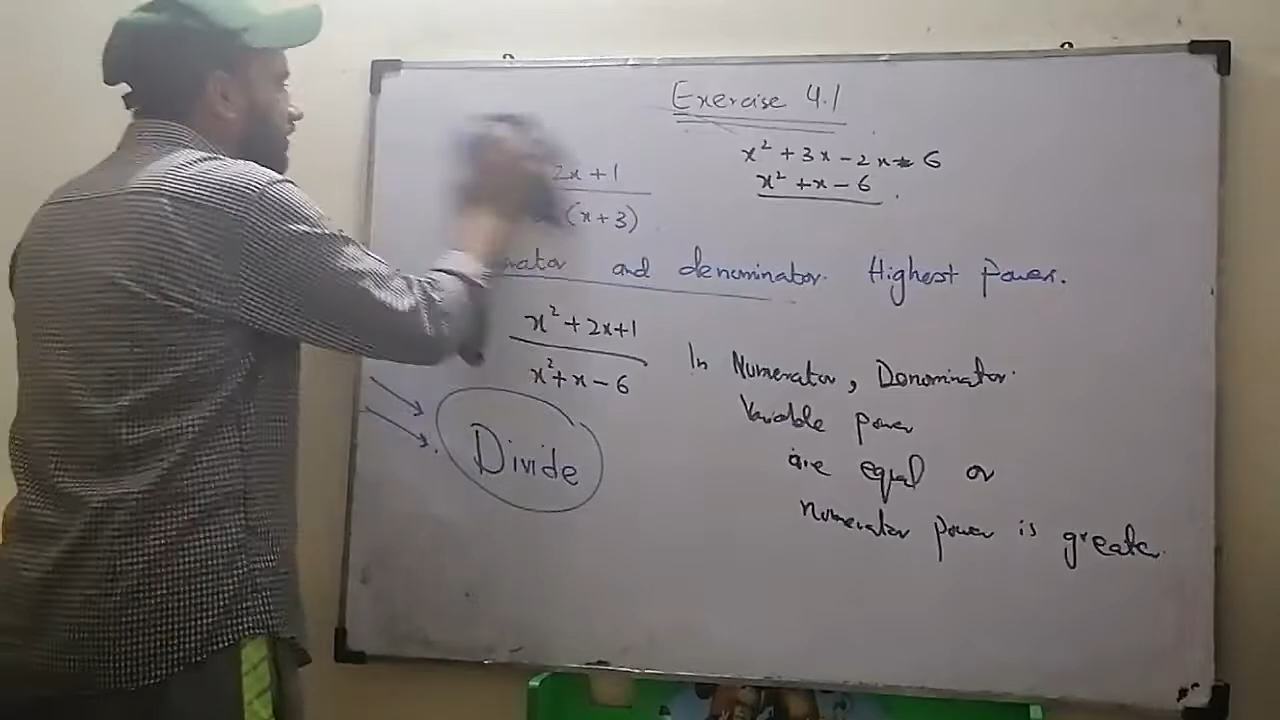 Exercise 4.1
x² + 3x - 2x - 6
x² + x - 6
2x + 1
(x + 3)
and denominator. Highest Power.
x² + 2x + 1
x² + x - 6
In Numerator, Denominator.
Variable power
are equal or
numerator power is greater.
Divide